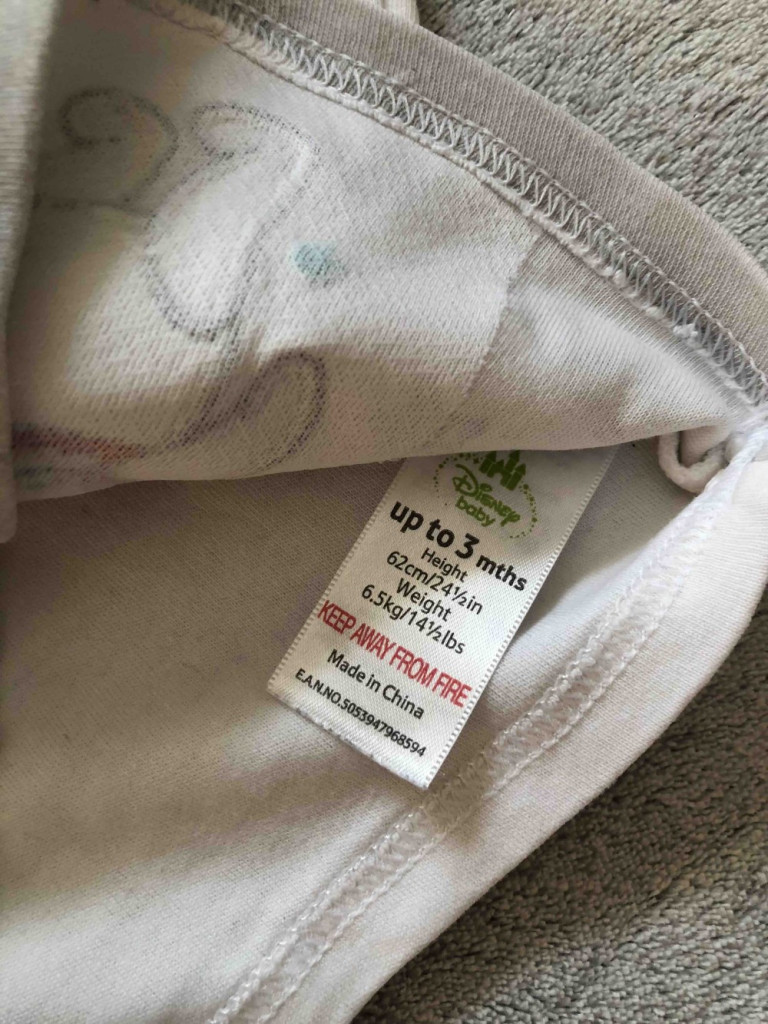 Disney
baby
up to 3 mths
Height
62cm/24½in
Weight
6.5kg/14½lbs
KEEP AWAY FROM FIRE
Made in China
E.A.N.NO.5053947968594